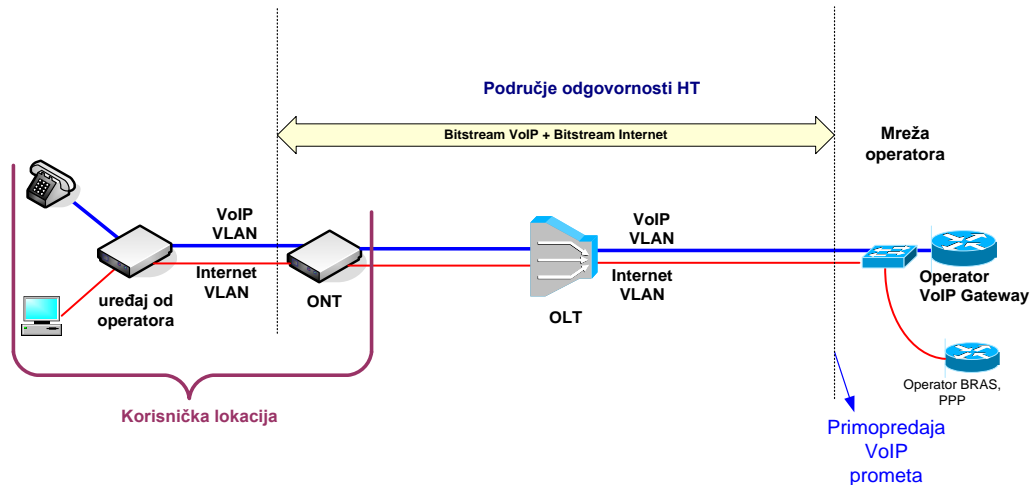 Područje odgovornosti HT
Bitstream VoIP + Bitstream Internet
Mreža
operatora
VoIP
VLAN
Internet
VLAN
uređaj od
operatora
ONT
OLT
VoIP
VLAN
Internet
VLAN
Operator
VoIP Gateway
Operator BRAS,
PPP
Korisnička lokacija
Primopredaja
VoIP
prometa